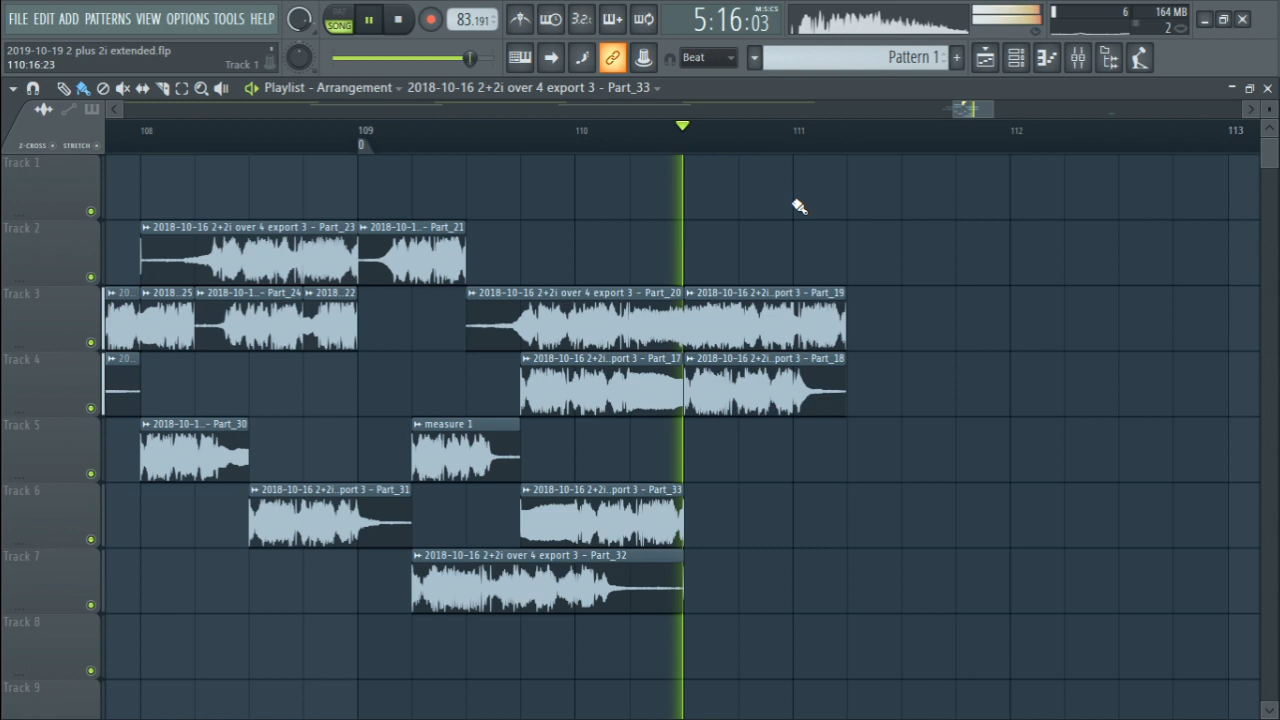 FILE EDIT ADD PATTERNS VIEW OPTIONS TOOLS HELP
PAT
SONG
83.191
3.2
5:16:03
M:S:CS
6
164 MB
2
2019-10-19 2 plus 2i extended.flp
110:16:23
Track 1
Beat
Pattern 1
Playlist - Arrangement
2018-10-16 2+2i over 4 export 3 - Part_33
Z-CROSS
STRETCH
108
109
110
111
112
113
0
Track 1
Track 2
2018-10-16 2+2i over 4 export 3 - Part_23
2018-10-1..- Part_21
Track 3
20..
2018..25
2018-10-1..- Part_24
2018..22
2018-10-16 2+2i over 4 export 3 - Part_20
2018-10-16 2+2i..port 3 - Part_19
Track 4
20..
2018-10-16 2+2i..port 3 - Part_17
2018-10-16 2+2i..port 3 - Part_18
Track 5
2018-10-1..- Part_30
measure 1
Track 6
2018-10-16 2+2i..port 3 - Part_31
2018-10-16 2+2i..port 3 - Part_33
Track 7
2018-10-16 2+2i over 4 export 3 - Part_32
Track 8
Track 9